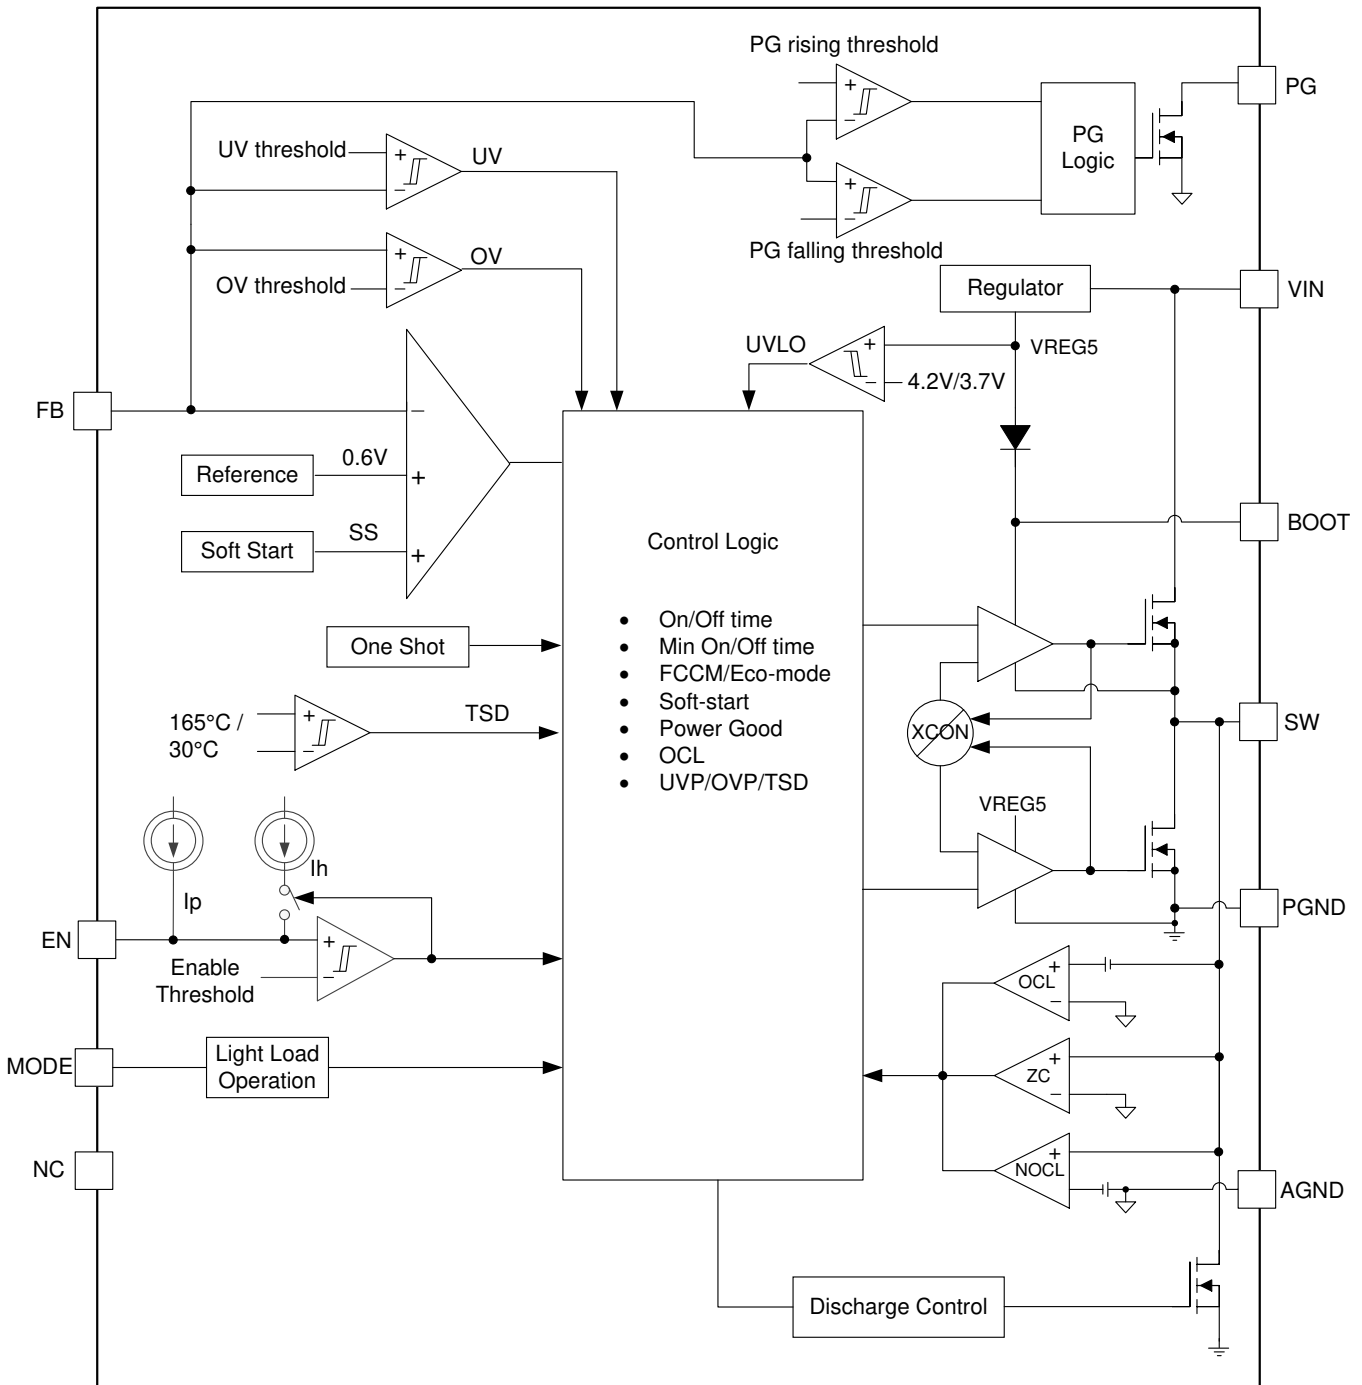 PG rising threshold
PG
UV threshold
UV
PG
Logic
OV threshold
OV
PG falling threshold
Regulator
VIN
UVLO
VREG5
4.2V/3.7V
FB
Reference
0.6V
Soft Start
SS
BOOT
Control Logic
• On/Off time
• Min On/Off time
• FCCM/Eco-mode
• Soft-start
• Power Good
• OCL
• UVP/OVP/TSD
One Shot
165°C /
30°C
TSD
XCON
SW
VREG5
Ip
Ih
EN
Enable
Threshold
PGND
OCL
MODE
Light Load
Operation
ZC
NC
NOCL
AGND
Discharge Control
+
−
+
−
+
−
+
−
−
+
+
+
−
+
−
+
−
+
−
+
−
+